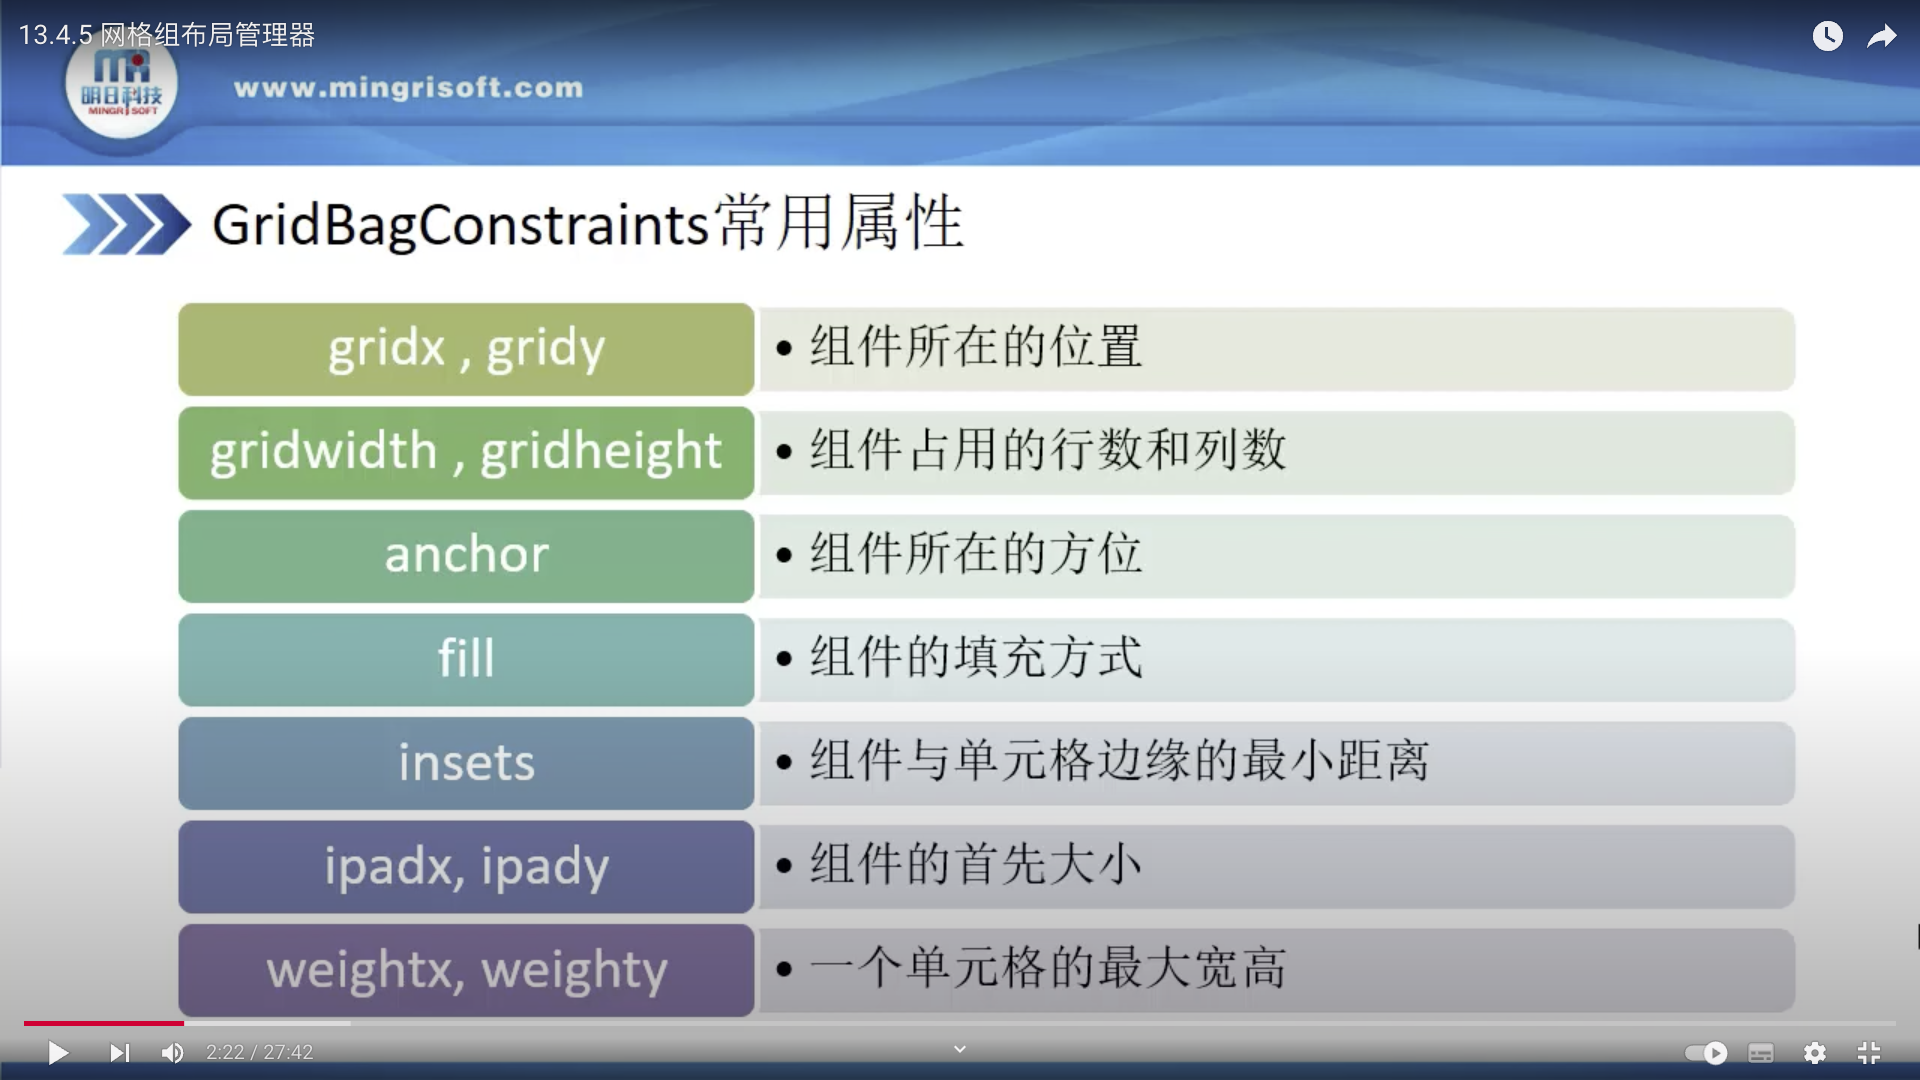 13.4.5 网格组布局管理器
明日科技
MINGRISOFT
www.mingrisoft.com
GridBagConstraints常用属性
gridx , gridy
• 组件所在的位置
gridwidth , gridheight
• 组件占用的行数和列数
anchor
• 组件所在的方位
fill
• 组件的填充方式
insets
• 组件与单元格边缘的最小距离
ipadx, ipady
• 组件的首先大小
weightx, weighty
• 一个单元格的最大宽高
2:22 / 27:42